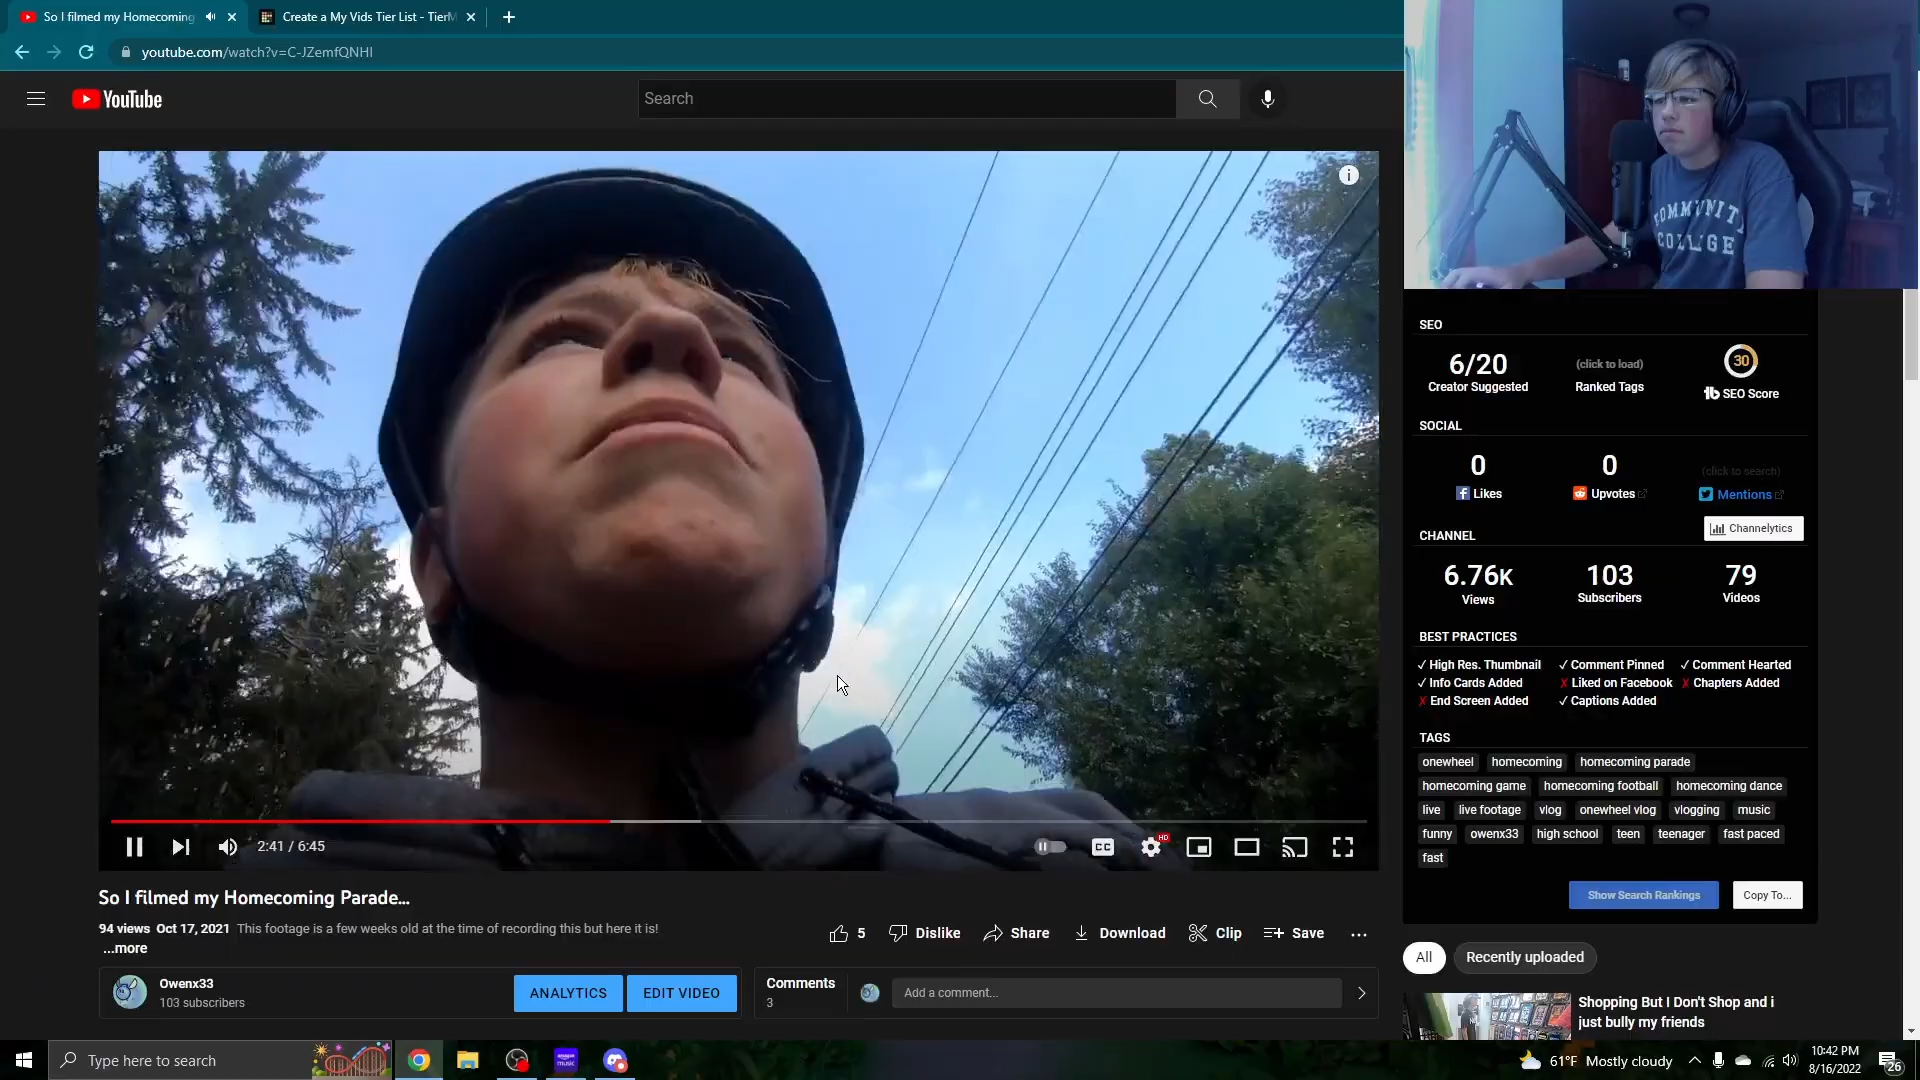 So I filmed my Homecoming
Create a My Vids Tier List - TierM
youtube.com/watch?v=C-JZemfQNHI
YouTube
Search
COMMUNITY
COLLEGE
SEO
6/20
Creator Suggested
(click to load)
Ranked Tags
30
tb SEO Score
SOCIAL
0
Likes
0
Upvotes
(click to search)
Mentions
Channelytics
CHANNEL
6.76K
Views
103
Subscribers
79
Videos
BEST PRACTICES
✓ High Res. Thumbnail ✓ Comment Pinned ✓ Comment Hearted
✓ Info Cards Added ✗ Liked on Facebook ✗ Chapters Added
✗ End Screen Added ✓ Captions Added
TAGS
onewheel homecoming homecoming parade
homecoming game homecoming football homecoming dance
live live footage vlog onewheel vlog vlogging music
funny owenx33 high school teen teenager fast paced
fast
Show Search Rankings Copy To...
2:41 / 6:45
CC
HD
So I filmed my Homecoming Parade...
94 views Oct 17, 2021 This footage is a few weeks old at the time of recording this but here it is!
...more
5 Dislike Share Download Clip Save
Owenx33
103 subscribers
ANALYTICS EDIT VIDEO
Comments
3
Add a comment...
All Recently uploaded
Shopping But I Don't Shop and i
just bully my friends
Type here to search
amazon
music
61°F Mostly cloudy
10:42 PM
8/16/2022
26